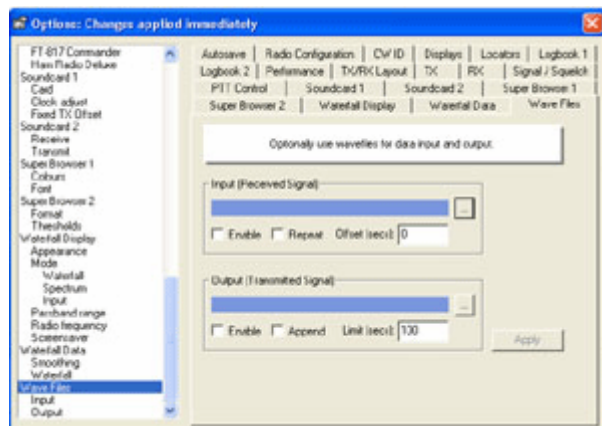 Options: Changes applied immediately
FT-817 Commander
Ham Radio Deluxe
Soundcard 1
Card
Clock adjust
Fixed TX Offset
Soundcard 2
Receive
Transmit
Super Browser 1
Colours
Font
Super Browser 2
Format
Thresholds
Waterfall Display
Appearance
Mode
Waterfall
Spectrum
Input
Passband range
Radio frequency
Screensaver
Waterfall Data
Smoothing
Waterfall
Wave Files
Input
Output
Autosave Radio Configuration CW ID Displays Locators Logbook 1
Logbook 2 Performance TX/RX Layout TX RX Signal / Squelch
PTT Control Soundcard 1 Soundcard 2 Super Browser 1
Super Browser 2 Waterfall Display Waterfall Data Wave Files
Optionally use wavefiles for data input and output.
Input (Received Signal)
...
Enable Repeat Offset (secs): 0
Output (Transmitted Signal)
...
Enable Append Limit (secs): 130
Apply